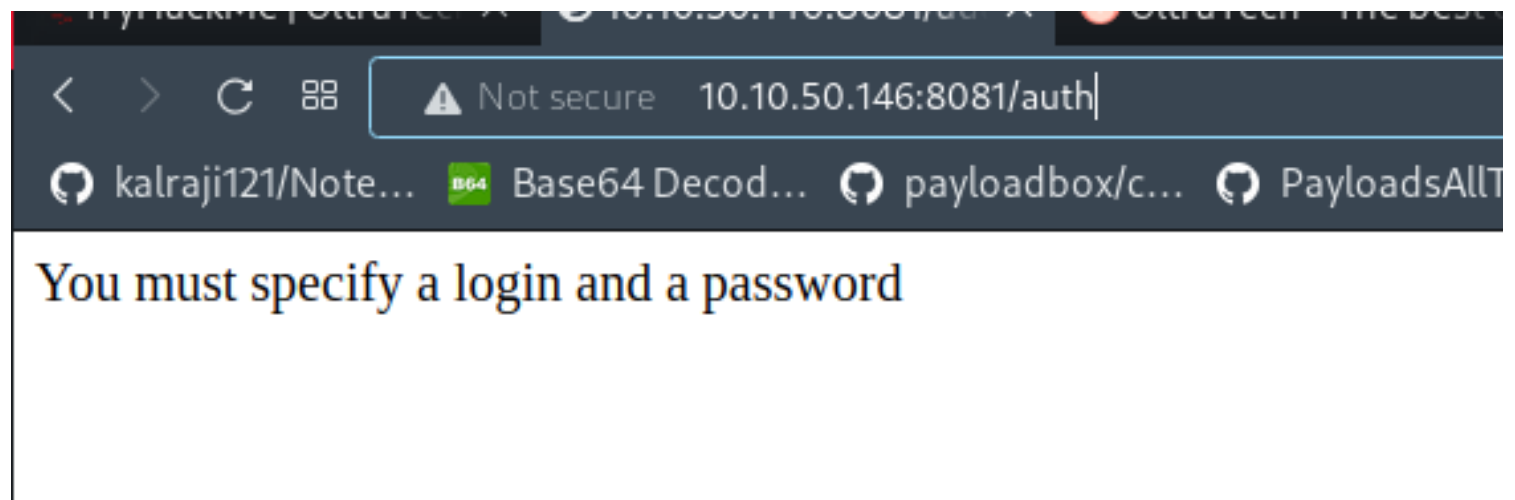 Not secure 10.10.50.146:8081/auth
kalraji121/Note... B64 Base64 Decod... payloadbox/c... PayloadsAllT
You must specify a login and a password